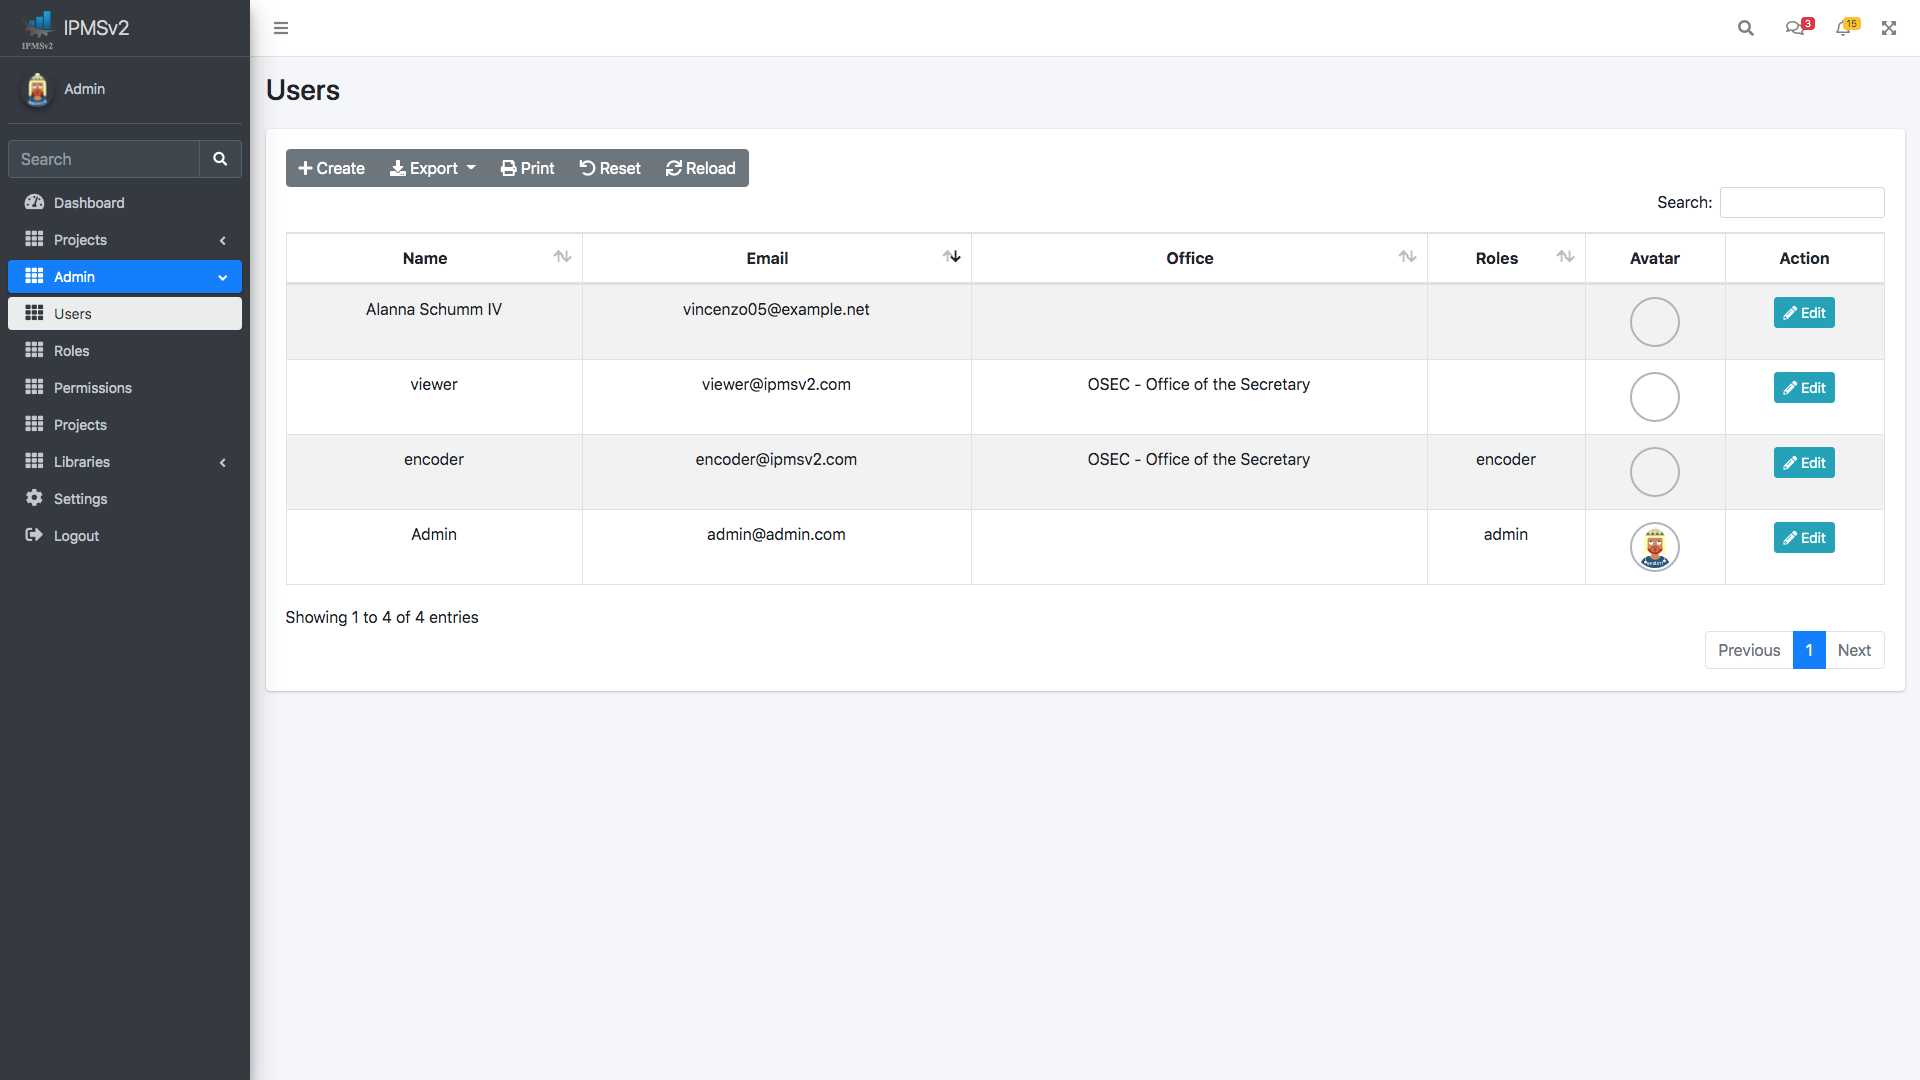 IPMSv2
IPMSv2
3
15
Admin
Users
Search
Create Export Print Reset Reload
Search:
Dashboard
Projects
Admin
Users
Roles
Permissions
Projects
Libraries
Settings
Logout
Name Email Office Roles Avatar Action
Alanna Schumm IV vincenzo05@example.net Edit
viewer viewer@ipmsv2.com OSEC - Office of the Secretary Edit
encoder encoder@ipmsv2.com OSEC - Office of the Secretary encoder Edit
Admin admin@admin.com admin Edit
Showing 1 to 4 of 4 entries
Previous 1 Next